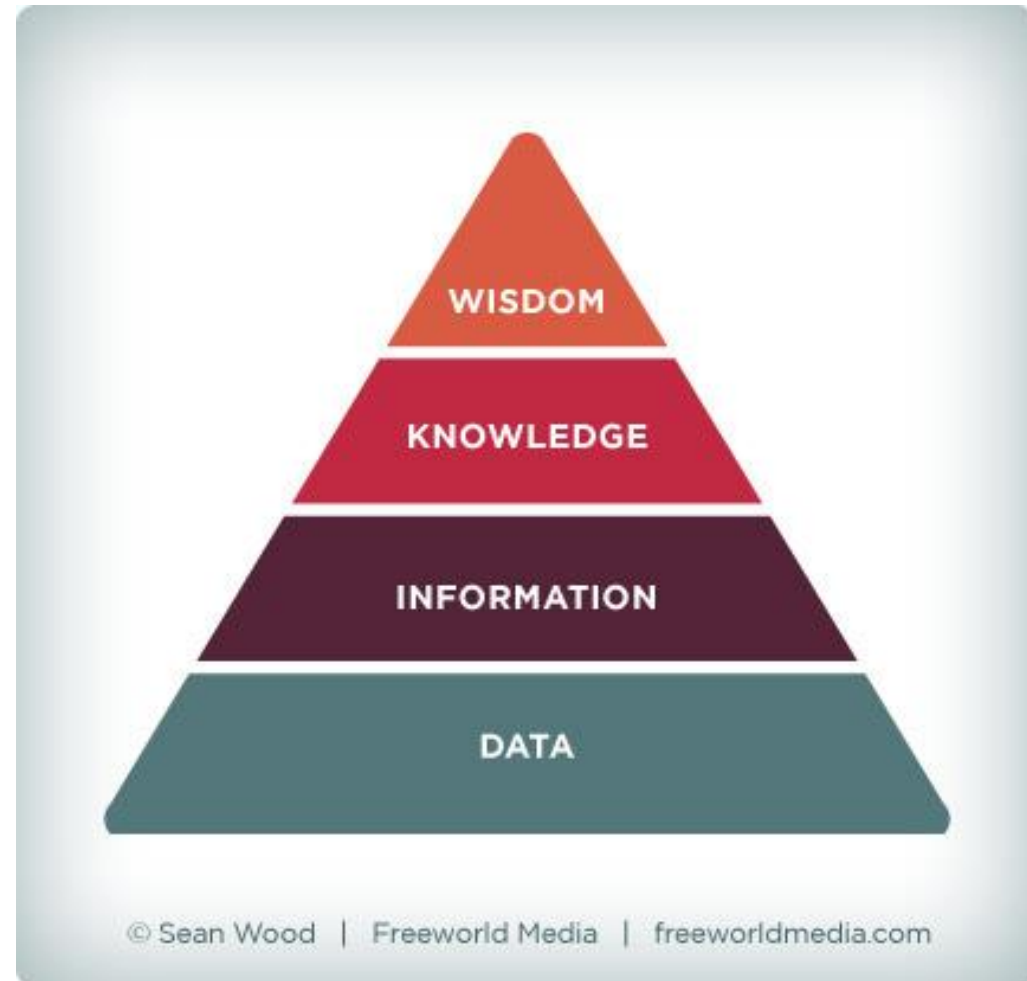 WISDOM
KNOWLEDGE
INFORMATION
DATA
© Sean Wood | Freeworld Media | freeworldmedia.com